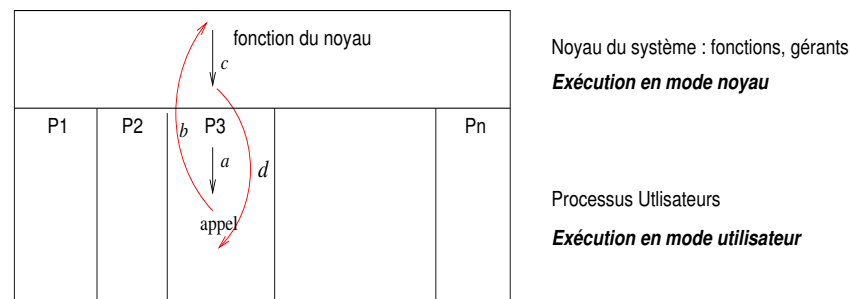 fonction du noyau
c
Noyau du système : fonctions, gérants
Exécution en mode noyau
P1 P2 b P3 Pn
a
d
appel
Processus Utlisateurs
Exécution en mode utilisateur